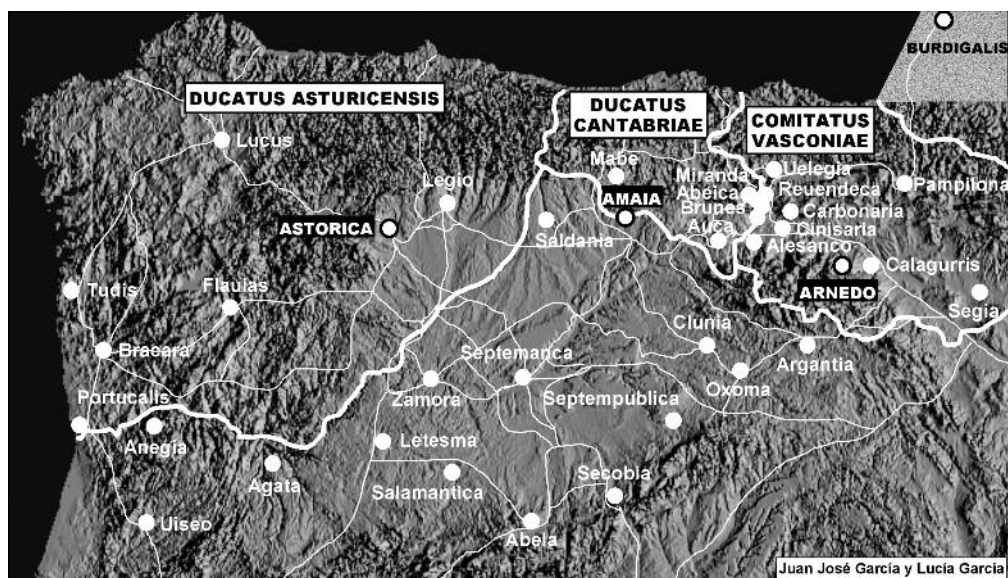 BURDIGALIS
DUCATUS ASTURICENSIS
DUCATUS
CANTABRIAE
COMITATUS
VASCONIAE
Lucus
Mabe
Uelegia
Miranda
Abeica
Reuendeca
Pampilona
Legio
Brunes
Carbonaria
AMAIA
Auca
Cinisaria
ASTORICA
Saldania
Alesanco
Calagurris
ARNEDO
Tudis
Flauias
Segia
Clunia
Bracara
Septemanca
Argantia
Zamora
Septempublica
Oxoma
Portucalis
Anegia
Letesma
Agata
Salamantica
Secobia
Uiseo
Abela
Juan José García y Lucía García